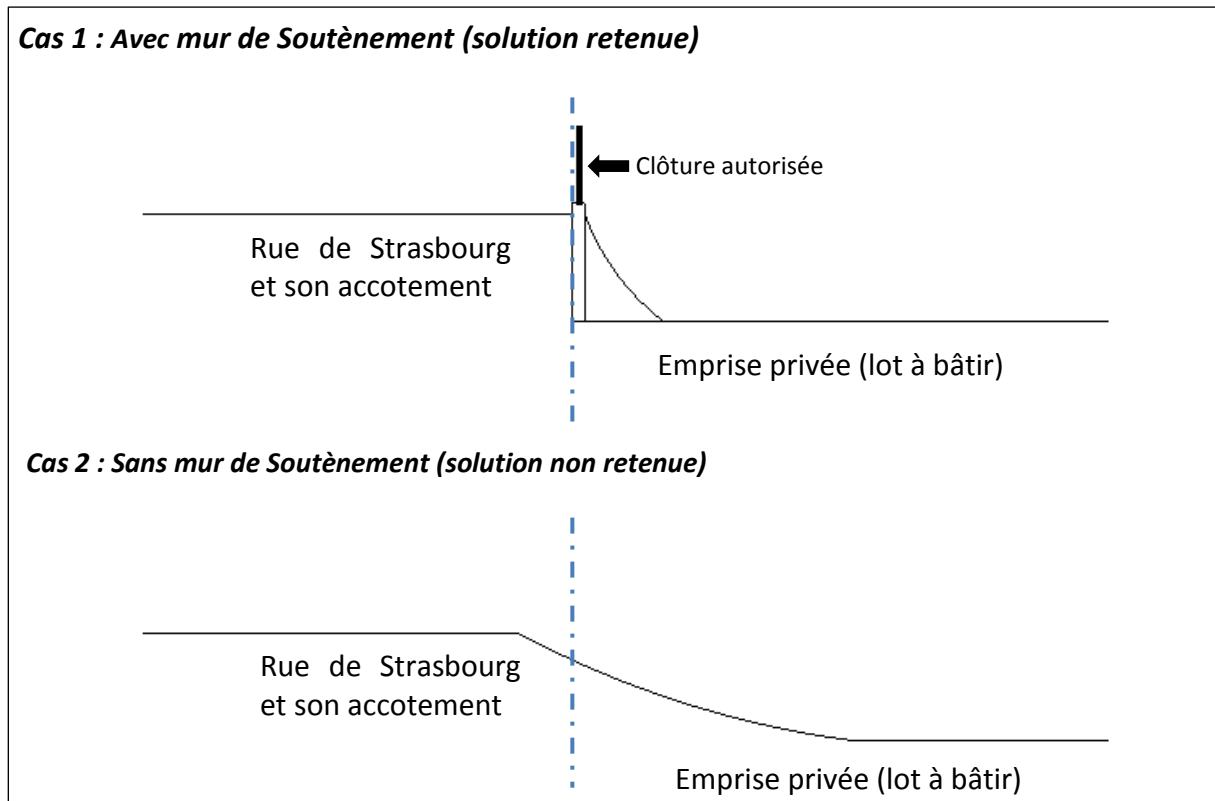 Cas 1 : Avec mur de Soutènement (solution retenue)
Clôture autorisée
Rue de Strasbourg
et son accotement
Emprise privée (lot à bâtir)
Cas 2 : Sans mur de Soutènement (solution non retenue)
Rue de Strasbourg
et son accotement
Emprise privée (lot à bâtir)